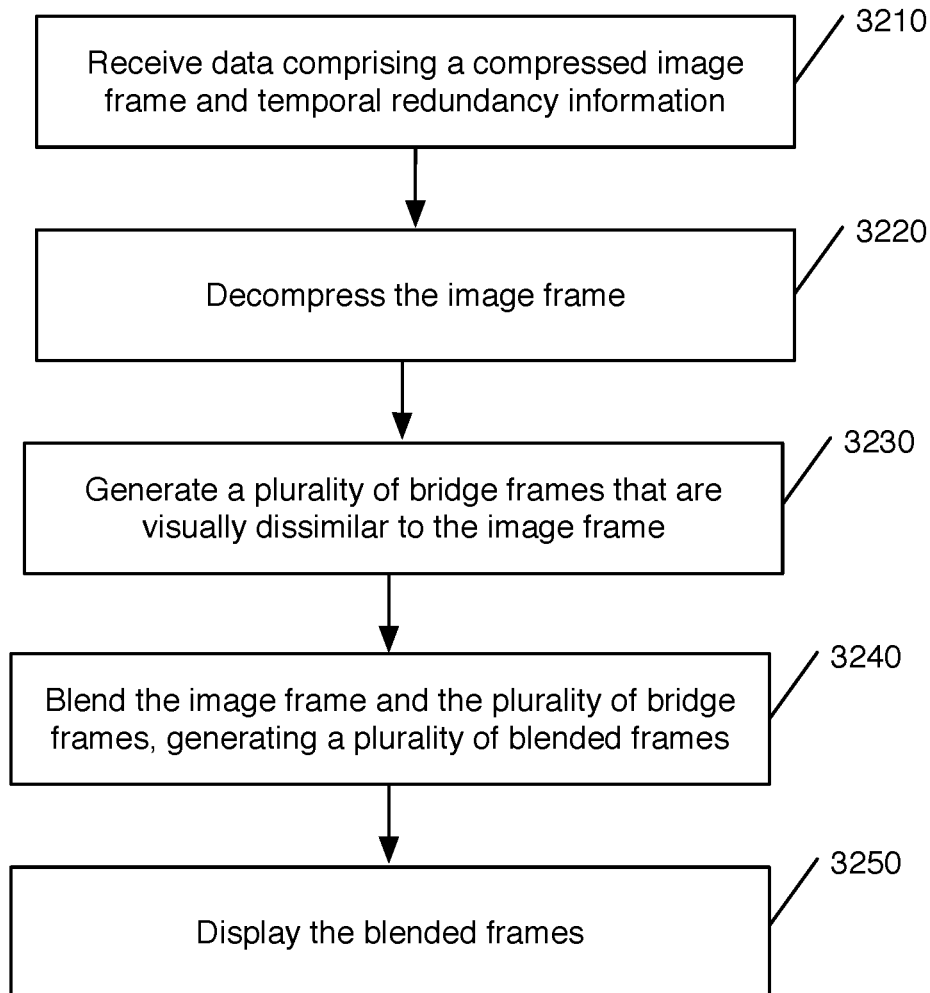 3210
Receive data comprising a compressed image
frame and temporal redundancy information
3220
Decompress the image frame
3230
Generate a plurality of bridge frames that are
visually dissimilar to the image frame
3240
Blend the image frame and the plurality of bridge
frames, generating a plurality of blended frames
3250
Display the blended frames